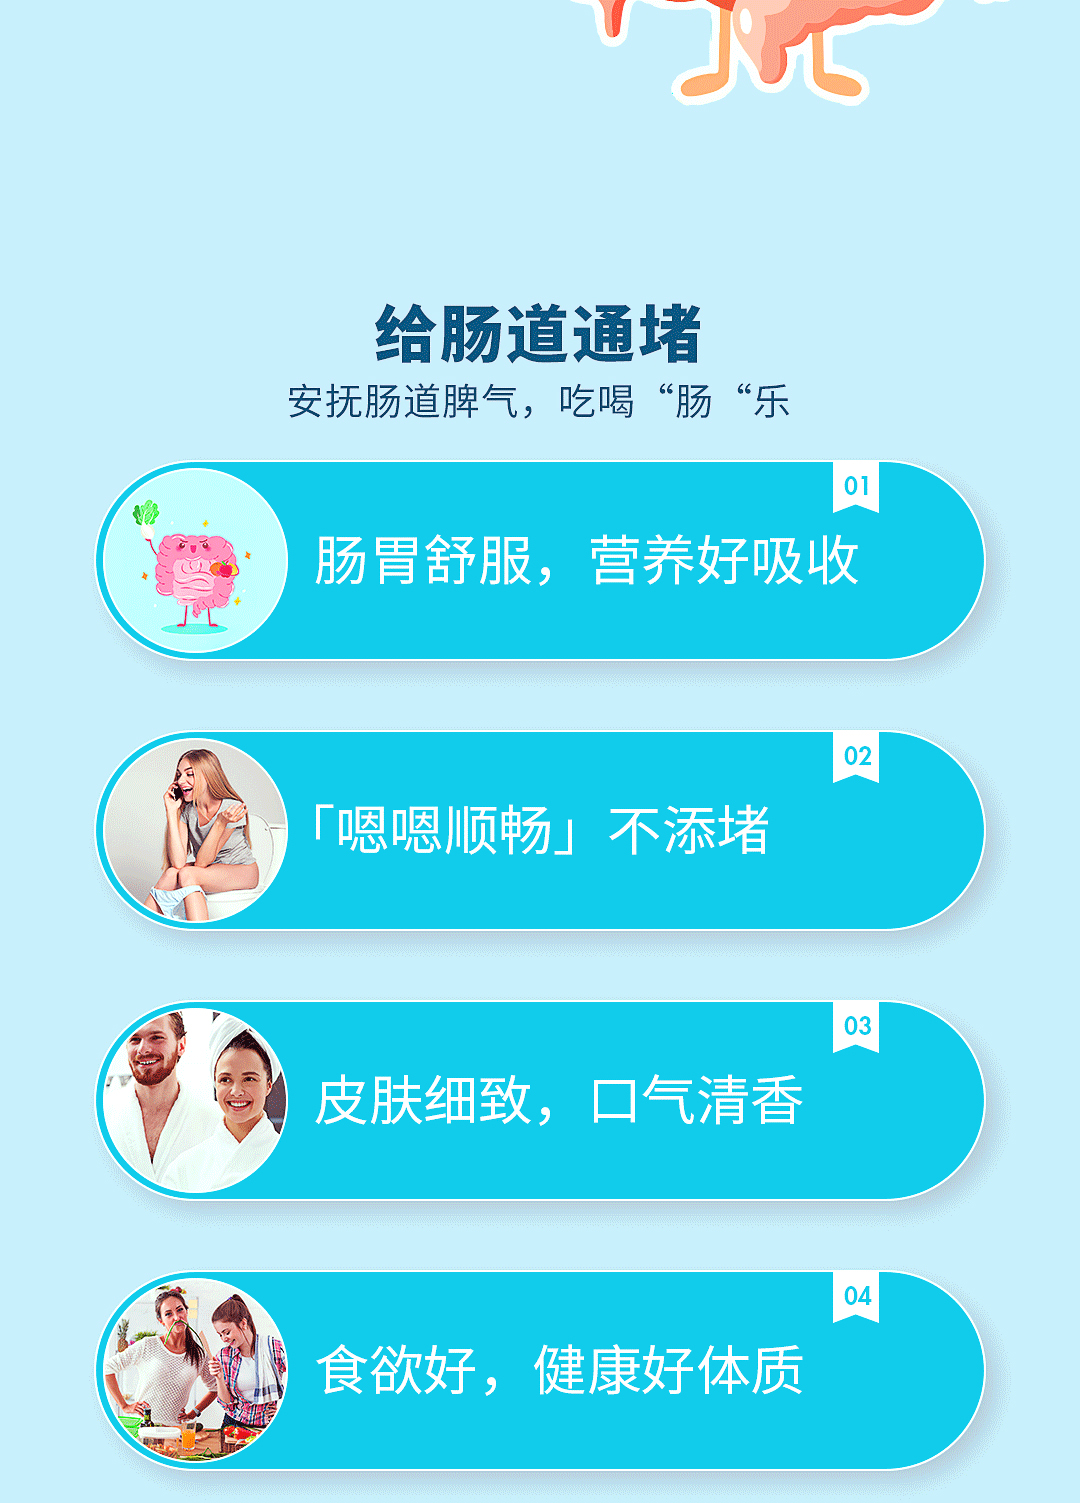 给肠道通堵
安抚肠道脾气，吃喝“肠“乐
01
肠胃舒服，营养好吸收
02
「嗯嗯顺畅」不添堵
03
皮肤细致，口气清香
04
食欲好，健康好体质